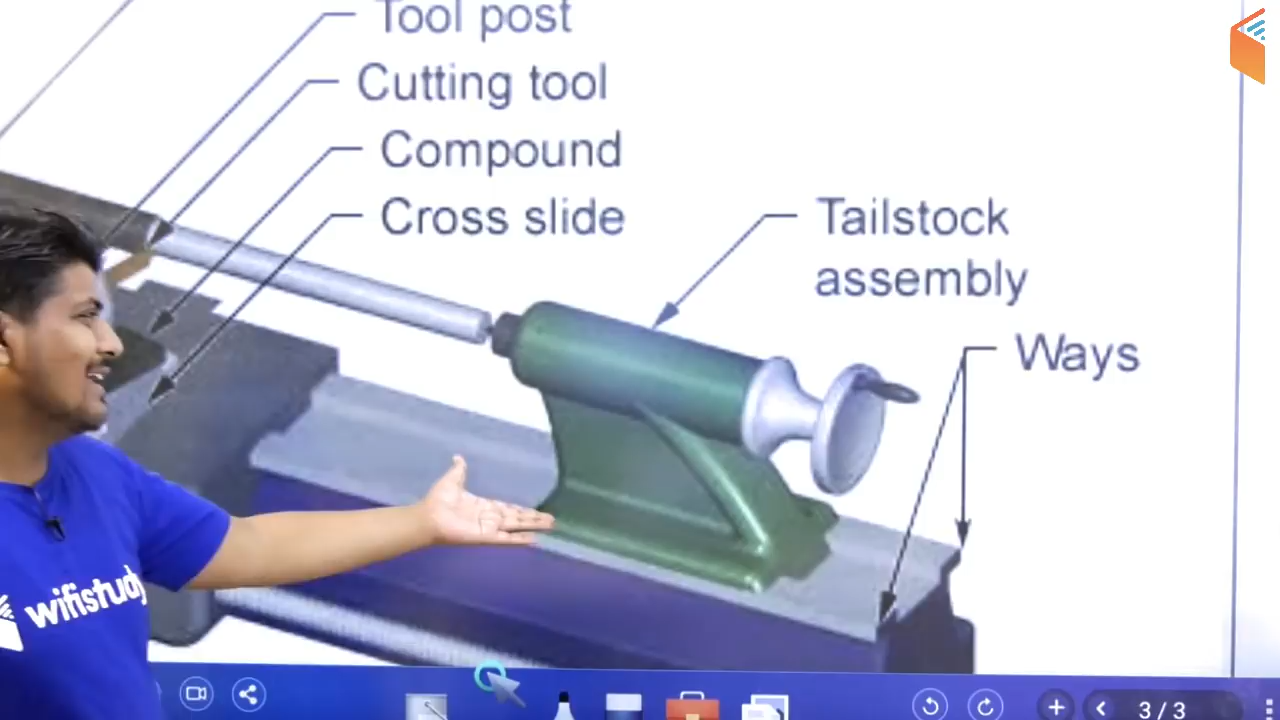 Tool post
Cutting tool
Compound
Cross slide
Tailstock
assembly
Ways
wifistudy
3 / 3